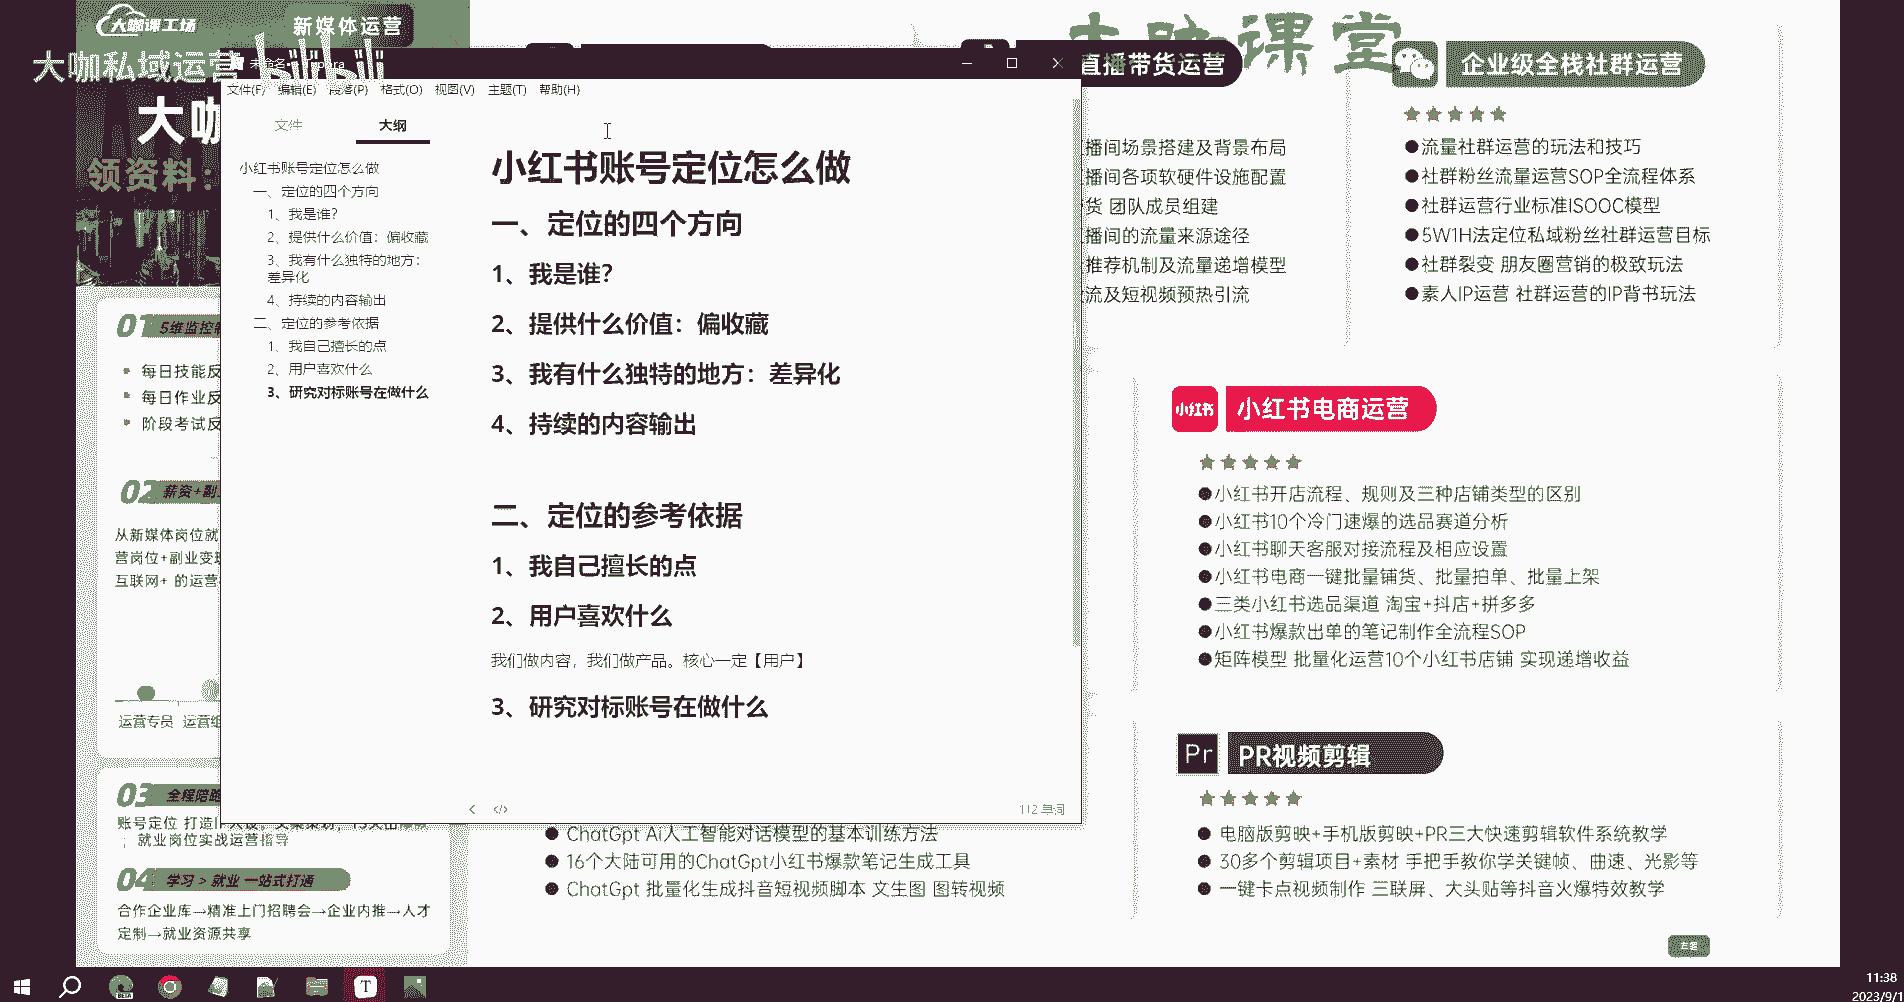 大咖课工场
新媒体运营
大咖私域运营
bilibili
大咖
领资料：
大咖课堂
直播带货运营
企业级全栈社群运营
文件(F) 编辑(E) 段落(P) 格式(O) 视图(V) 主题(T) 帮助(H)
文件 大纲
小红书账号定位怎么做
一、定位的四个方向
1、我是谁？
2、提供什么价值：偏收藏
3、我有什么独特的地方：
差异化
4、持续的内容输出
二、定位的参考依据
1、我自己擅长的点
2、用户喜欢什么
3、研究对标账号在做什么
小红书账号定位怎么做
一、定位的四个方向
1、我是谁？
2、提供什么价值：偏收藏
3、我有什么独特的地方：差异化
4、持续的内容输出
二、定位的参考依据
1、我自己擅长的点
2、用户喜欢什么
我们做内容，我们做产品。核心一定【用户】
3、研究对标账号在做什么
112 单词
01 5维监控
每日技能反
每日作业反
阶段考试反
02 薪资+副
从新媒体岗位就
营岗位+副业变现
互联网+ 的运营
运营专员 运营组
03 全程陪跑
账号定位 打造
，就业岗位实战运营指导
04 学习 > 就业 一站式打通
合作企业库→精准上门招聘会→企业内推→人才
定制→就业资源共享
播间场景搭建及背景布局
播间各项软硬件设施配置
货 团队成员组建
播间的流量来源途径
推荐机制及流量递增模型
流及短视频预热引流
●流量社群运营的玩法和技巧
●社群粉丝流量运营SOP全流程体系
●社群运营行业标准ISOOC模型
●5W1H法定位私域粉丝社群运营目标
●社群裂变 朋友圈营销的极致玩法
●素人IP运营 社群运营的IP背书玩法
小红书 小红书电商运营
●小红书开店流程、规则及三种店铺类型的区别
●小红书10个冷门速爆的选品赛道分析
●小红书聊天客服对接流程及相应设置
●小红书电商一键批量铺货、批量拍单、批量上架
●三类小红书选品渠道 淘宝+抖店+拼多多
●小红书爆款出单的笔记制作全流程SOP
●矩阵模型 批量化运营10个小红书店铺 实现递增收益
Pr PR视频剪辑
● 电脑版剪映+手机版剪映+PR三大快速剪辑软件系统教学
● 30多个剪辑项目+素材 手把手教你学关键帧、曲速、光影等
● 一键卡点视频制作 三联屏、大头贴等抖音火爆特效教学
● ChatGpt Ai人工智能对话模型的基本训练方法
● 16个大陆可用的ChatGpt小红书爆款笔记生成工具
● ChatGpt 批量化生成抖音短视频脚本 文生图 图转视频
11:38
2023/9/1